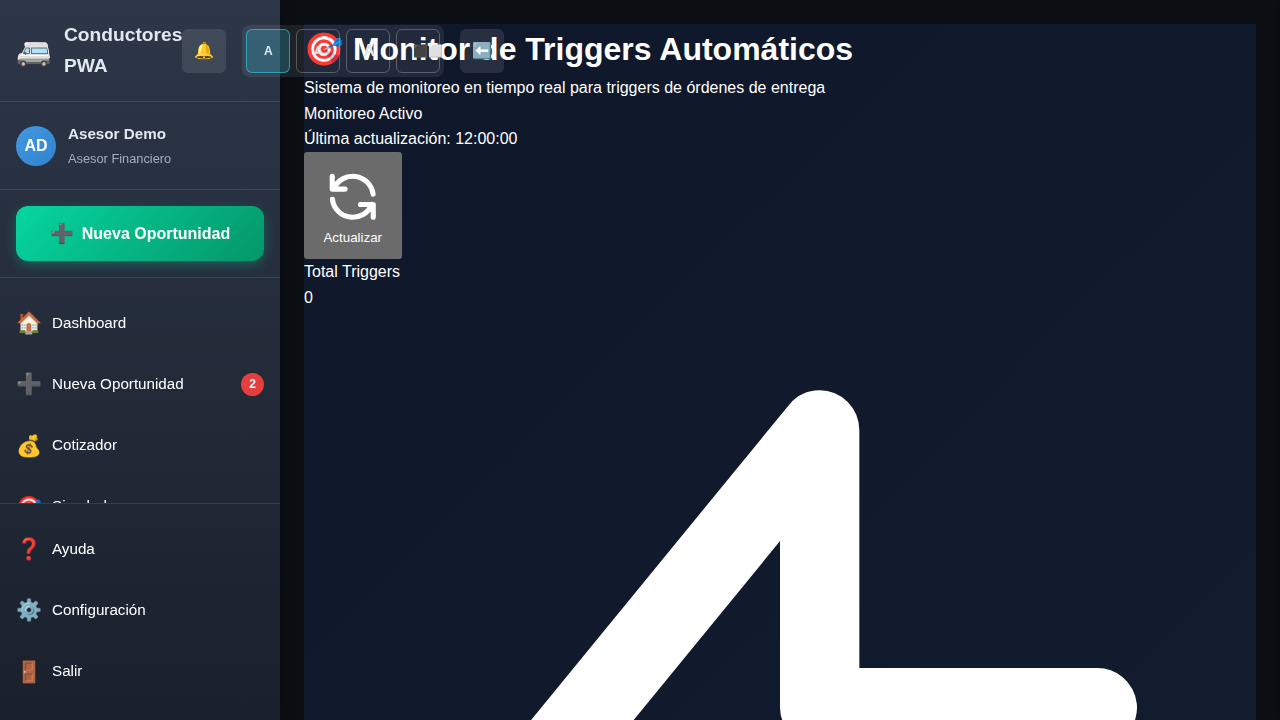 Conductores
PWA
A
🎯 Monitor de Triggers Automáticos
Sistema de monitoreo en tiempo real para triggers de órdenes de entrega
Monitoreo Activo
Última actualización: 12:00:00
Actualizar
Total Triggers
0
AD
Asesor Demo
Asesor Financiero
➕ Nueva Oportunidad
Dashboard
Nueva Oportunidad
2
Cotizador
Ayuda
Configuración
Salir